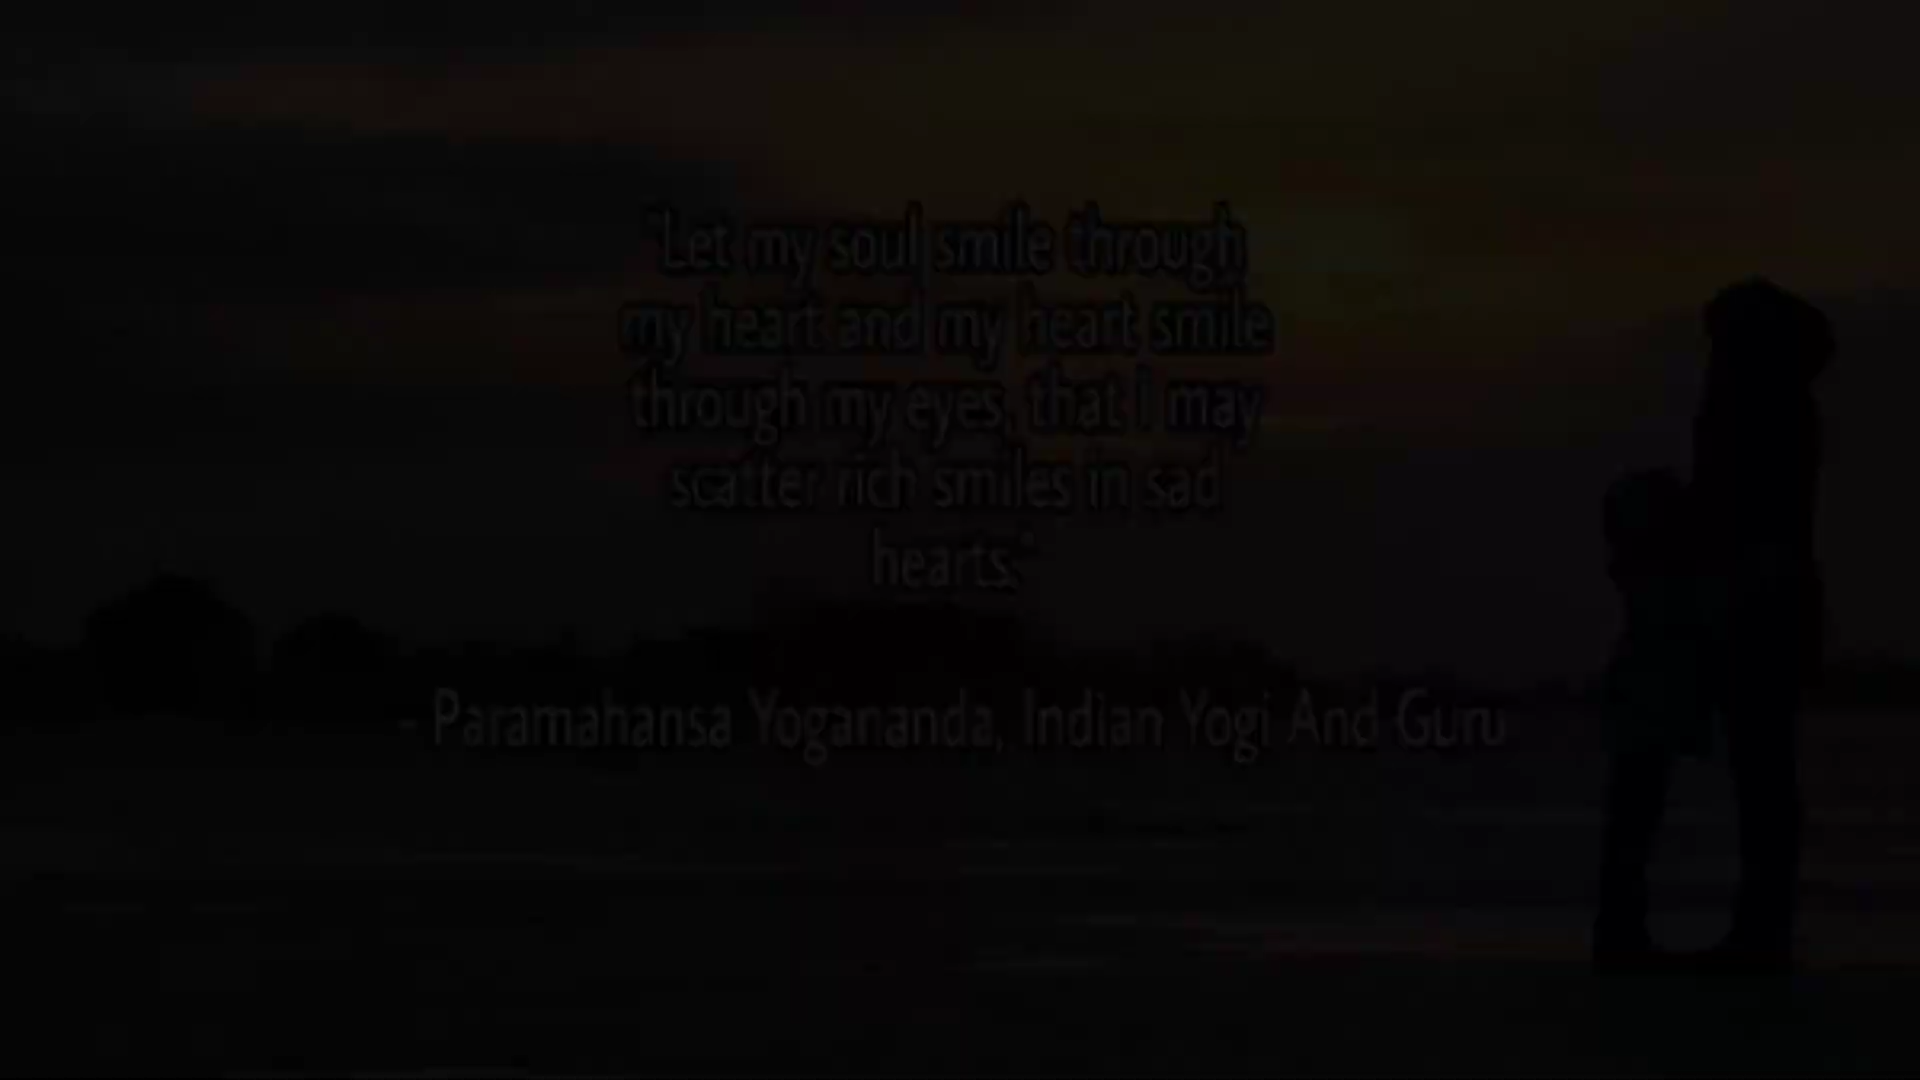 "Let my soul smile through
my heart and my heart smile
through my eyes, that I may
scatter rich smiles in sad
hearts."
- Paramahansa Yogananda, Indian Yogi And Guru